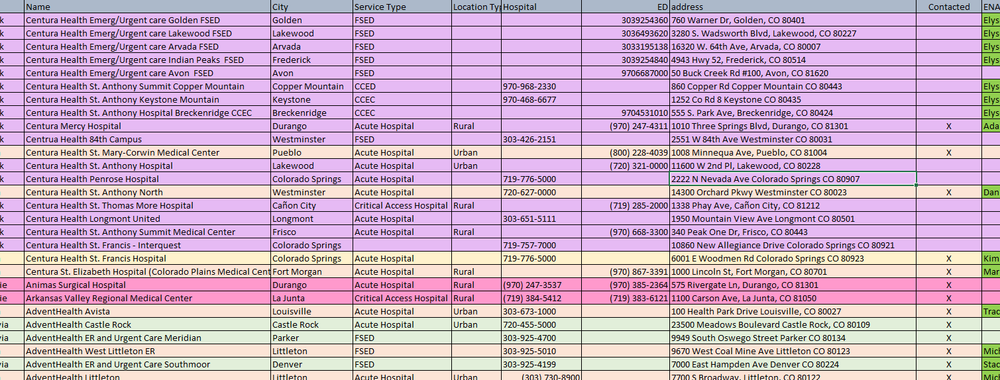 Name City Service Type Location Typ Hospital ED address Contacted ENA
k Centura Health Emerg/Urgent care Golden FSED Golden FSED 3039254360 760 Warner Dr, Golden, CO 80401 Elys
k Centura Health Emerg/Urgent care Lakewood FSED Lakewood FSED 3036493620 3280 S. Wadsworth Blvd, Lakewood, CO 80227 Elys
k Centura Health Emerg/Urgent care Arvada FSED Arvada FSED 3033195138 16320 W. 64th Ave, Arvada, CO 80007 Elys
k Centura Health Emerg/Urgent care Indian Peaks FSED Frederick FSED 3039254840 4943 Hwy 52, Frederick, CO 80514 Elys
k Centura Health Emerg/Urgent care Avon FSED Avon FSED 9706687000 50 Buck Creek Rd #100, Avon, CO 81620
k Centura Health St. Anthony Summit Copper Mountain Copper Mountain CCED 970-968-2330 860 Copper Rd Copper Mountain CO 80443 Elys
k Centura Health St. Anthony Keystone Mountain Keystone CCEC 970-468-6677 1252 Co Rd 8 Keystone CO 80435 Elys
k Centura Health St. Anthony Hospital Breckenridge CCEC Breckenridge CCEC 9704531010 555 S. Park Ave, Breckenridge, CO 80424 Elys
k Centura Mercy Hospital Durango Acute Hospital Rural (970) 247-4311 1010 Three Springs Blvd, Durango, CO 81301 X Ada
k Centrua Health 84th Campus Westminster FSED 303-426-2151 2551 W 84th Ave Westminster CO 80031
Centura Health St. Mary-Corwin Medical Center Pueblo Acute Hospital Urban (800) 228-4039 1008 Minnequa Ave, Pueblo, CO 81004 X
k Centura Health St. Anthony Hospital Lakewood Acute Hospital Urban (720) 321-0000 11600 W 2nd Pl, Lakewood, CO 80228
k Centura Health Penrose Hospital Colorado Springs Acute Hospital 719-776-5000 2222 N Nevada Ave Colorado Springs CO 80907
Centura Health St. Anthony North Westminster Acute Hospital 720-627-0000 14300 Orchard Pkwy Westminster CO 80023 X Dan
k Centura Health St. Thomas More Hospital Cañon City Critical Access Hospital Rural (719) 285-2000 1338 Phay Ave, Cañon City, CO 81212
k Centura Health Longmont United Longmont Acute Hospital 303-651-5111 1950 Mountain View Ave Longmont CO 80501
k Centura Health St. Anthony Summit Medical Center Frisco Acute Hospital Rural (970) 668-3300 340 Peak One Dr, Frisco, CO 80443
k Centura Health St. Francis - Interquest Colorado Springs 719-757-7000 10860 New Allegiance Drive Colorado Springs CO 80921
Centura Health St. Francis Hospital Colorado Springs Acute Hospital 719-776-5000 6001 E Woodmen Rd Colorado Springs CO 80923 X Kim
Centura St. Elizabeth Hospital (Colorado Plains Medical Cent Fort Morgan Acute Hospital Rural (970) 867-3391 1000 Lincoln St, Fort Morgan, CO 80701 X Mar
ie Animas Surgical Hospital Durango Acute Hospital Rural (970) 247-3537 (970) 385-2364 575 Rivergate Ln, Durango, CO 81301 X
ie Arkansas Valley Regional Medical Center La Junta Critical Access Hospital Rural (719) 384-5412 (719) 383-6121 1100 Carson Ave, La Junta, CO 81050 X
AdventHealth Avista Louisville Acute Hospital Urban 303-673-1000 100 Health Park Drive Louisville, CO 80027 X Trac
via AdventHealth Castle Rock Castle Rock Acute Hospital Urban 720-455-5000 23500 Meadows Boulevard Castle Rock, CO 80109 X
via AdventHealth ER and Urgent Care Meridian Parker FSED 303-925-4700 9949 South Oswego Street Parker CO 80134 X
AdventHealth West Littleton ER Littleton FSED 303-925-5010 9670 West Coal Mine Ave Littleton CO 80123 X Mich
via AdventHealth ER and Urgent Care Southmoor Denver FSED 303-925-4199 7000 East Hampden Ave Denver CO 80224 X Stac
AdventHealth Littleton Littleton Acute Hospital Urban (303) 730-8900 7700 S Broadway, Littleton, CO 80122 X Mich